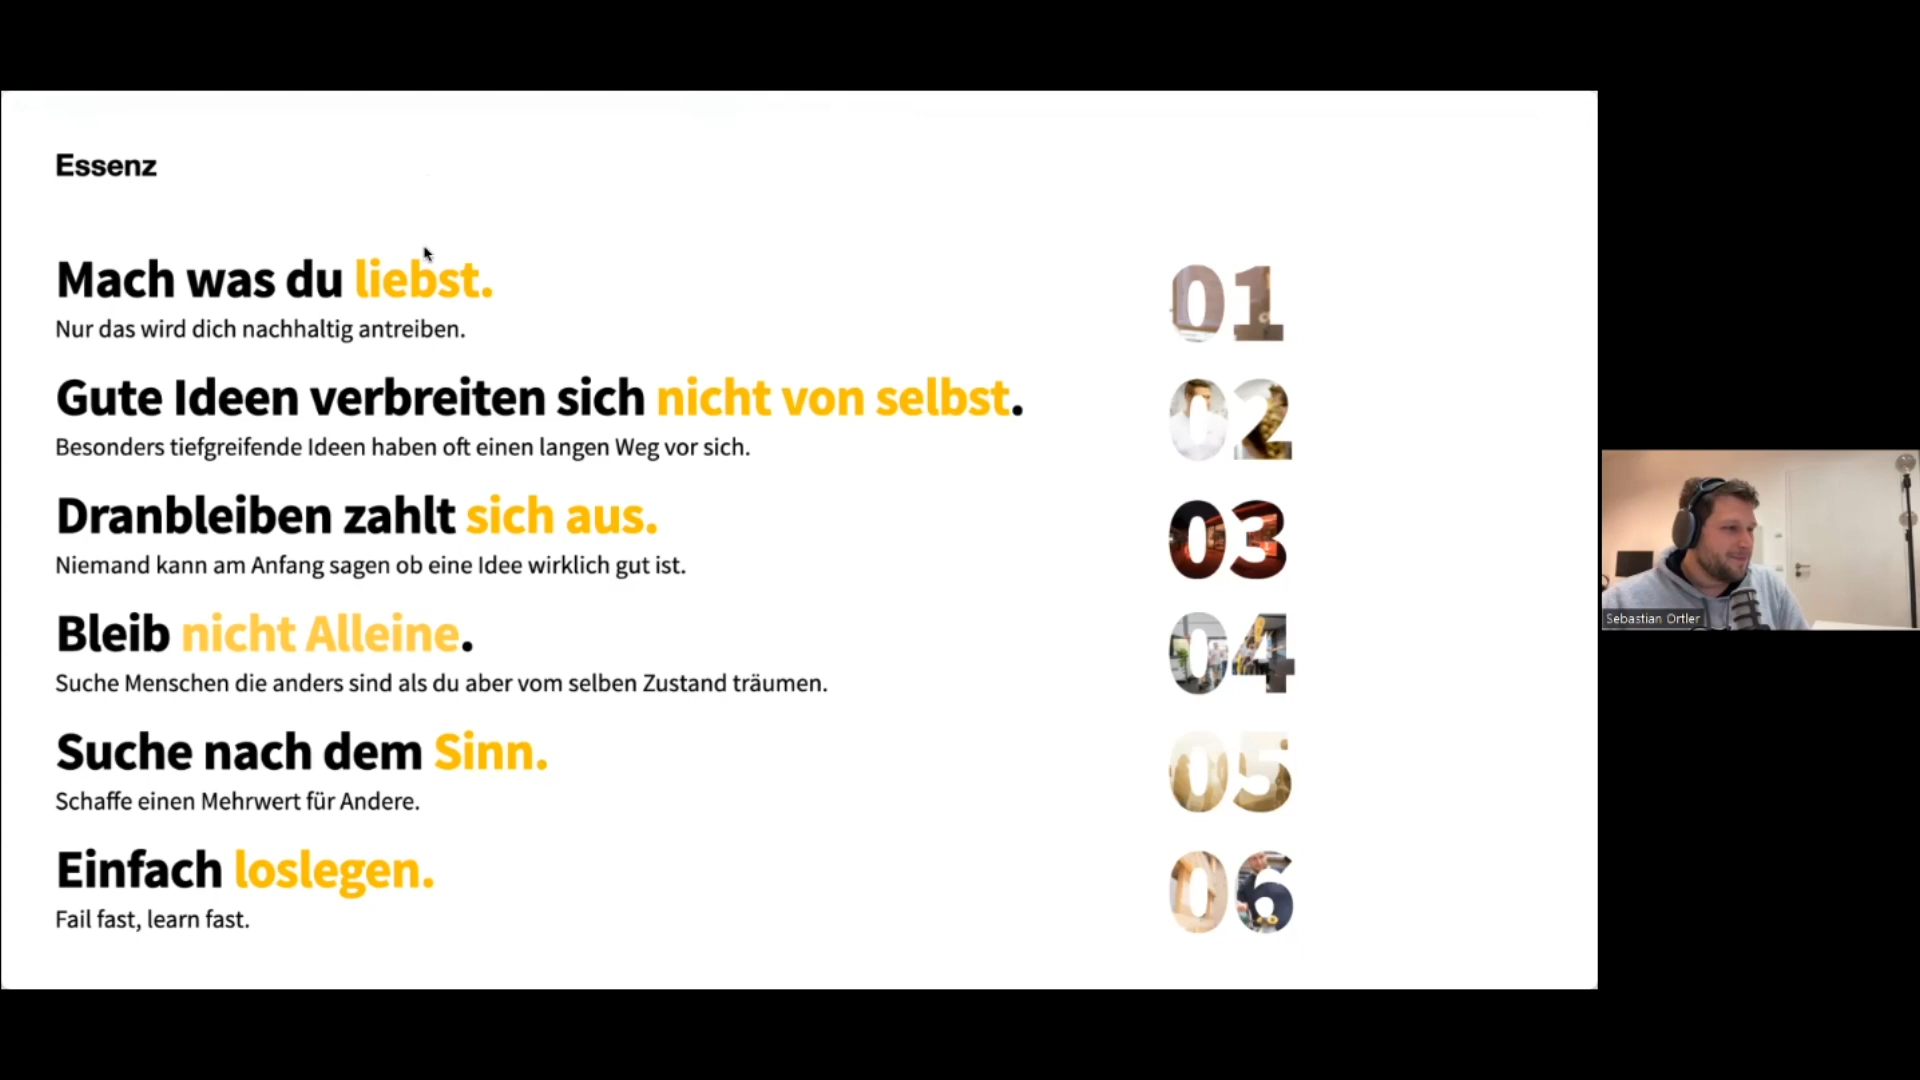 Essenz
Mach was du liebst.
Nur das wird dich nachhaltig antreiben.
01
Gute Ideen verbreiten sich nicht von selbst.
Besonders tiefgreifende Ideen haben oft einen langen Weg vor sich.
02
Dranbleiben zahlt sich aus.
Niemand kann am Anfang sagen ob eine Idee wirklich gut ist.
03
Bleib nicht Alleine.
Suche Menschen die anders sind als du aber vom selben Zustand träumen.
04
Suche nach dem Sinn.
Schaffe einen Mehrwert für Andere.
05
Einfach loslegen.
Fail fast, learn fast.
06
Sebastian Ortler